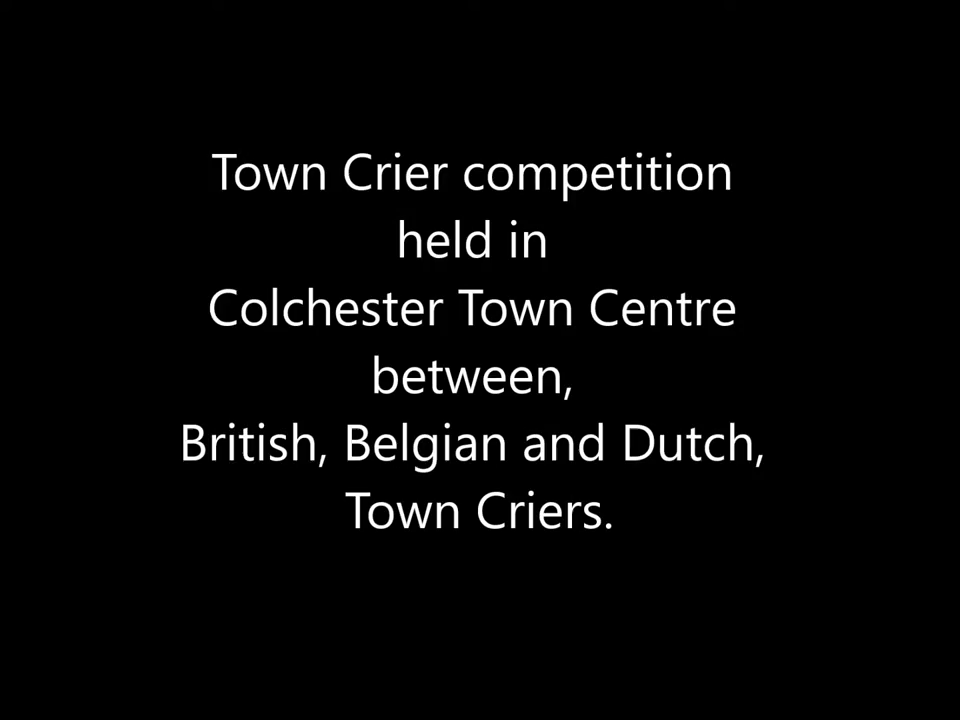 Town Crier competition
held in
Colchester Town Centre
between,
British, Belgian and Dutch,
Town Criers.